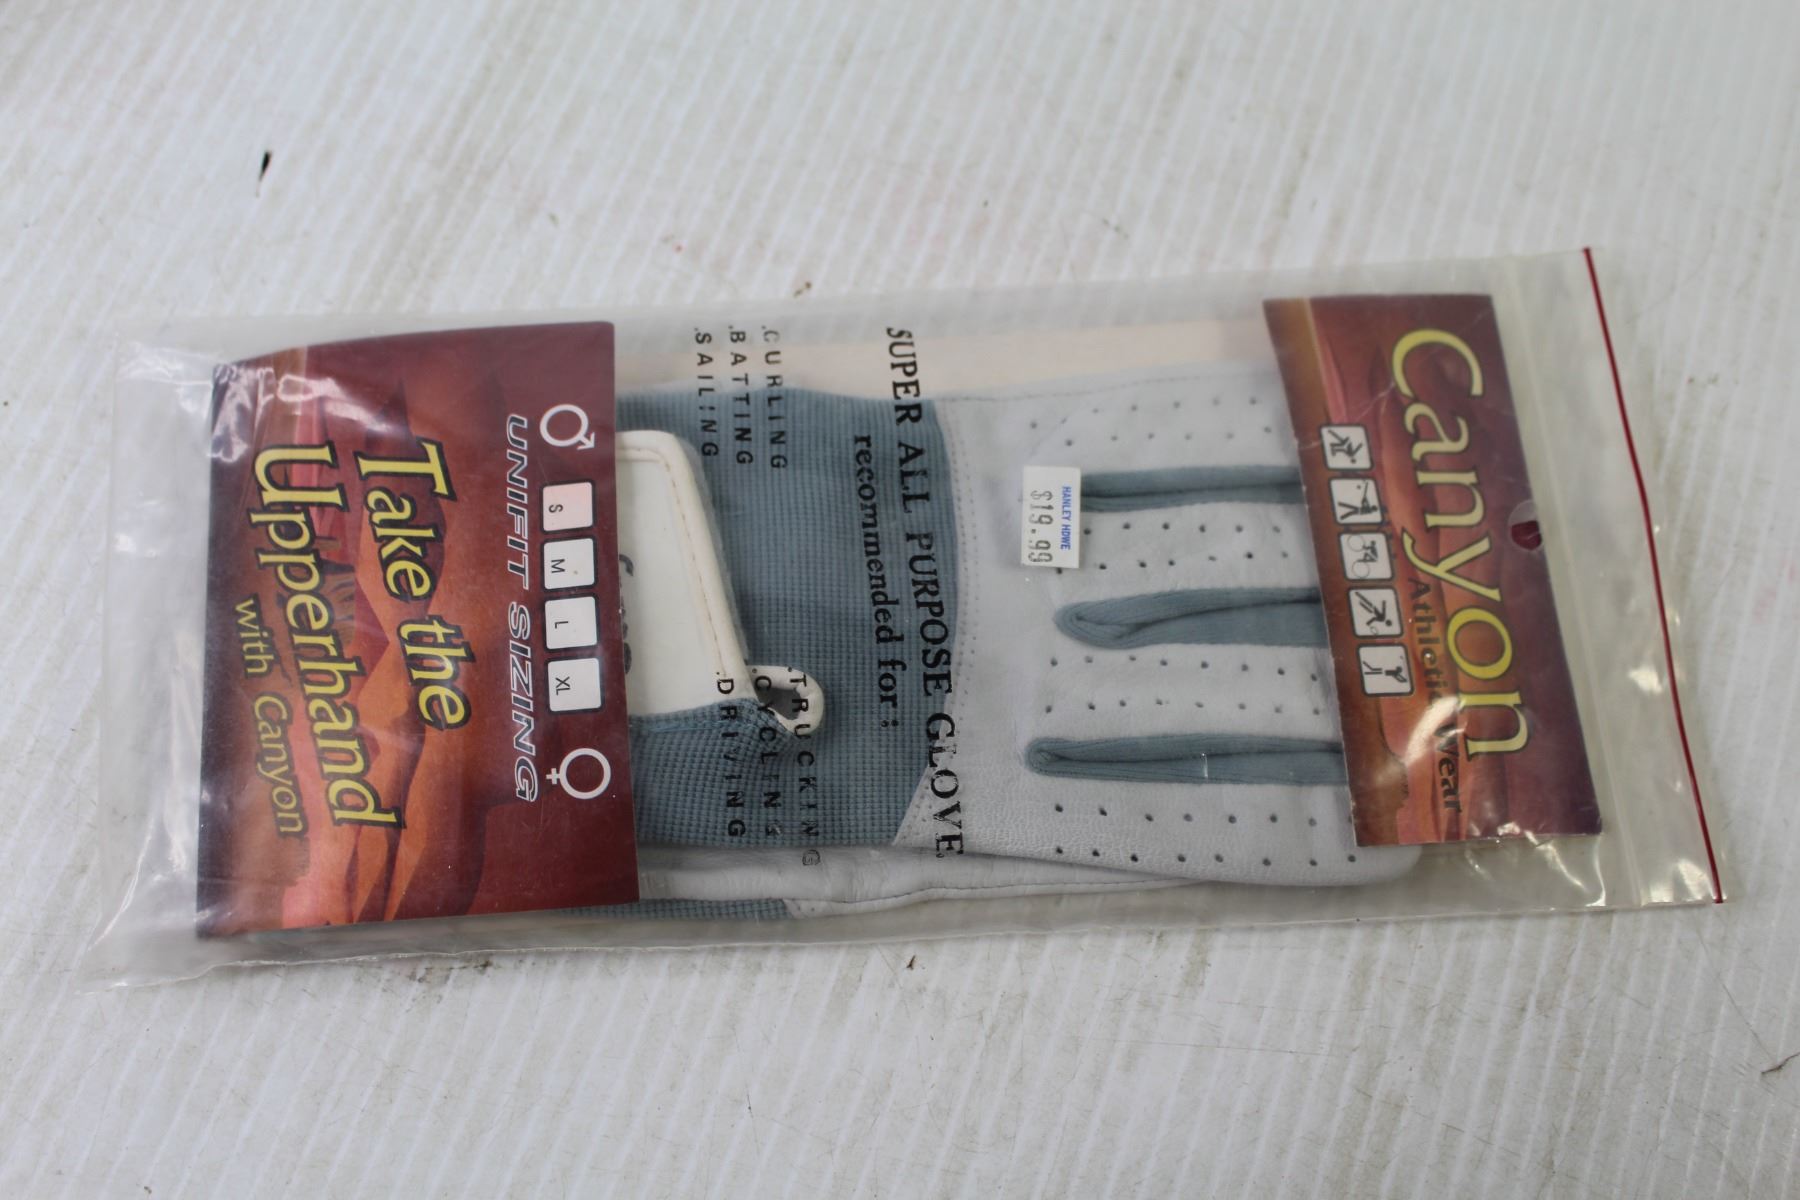 Canyon
Athletic Wear
HANLEY HDWE
$19.99
SUPER ALL PURPOSE GLOVE
recommended for :
.CURLING
.BATTING
.SAILING
.TRUCKING
.CYCLING
.DRIVING
S M L XL
UNIFIT SIZING
Take the
Upperhand
with Canyon